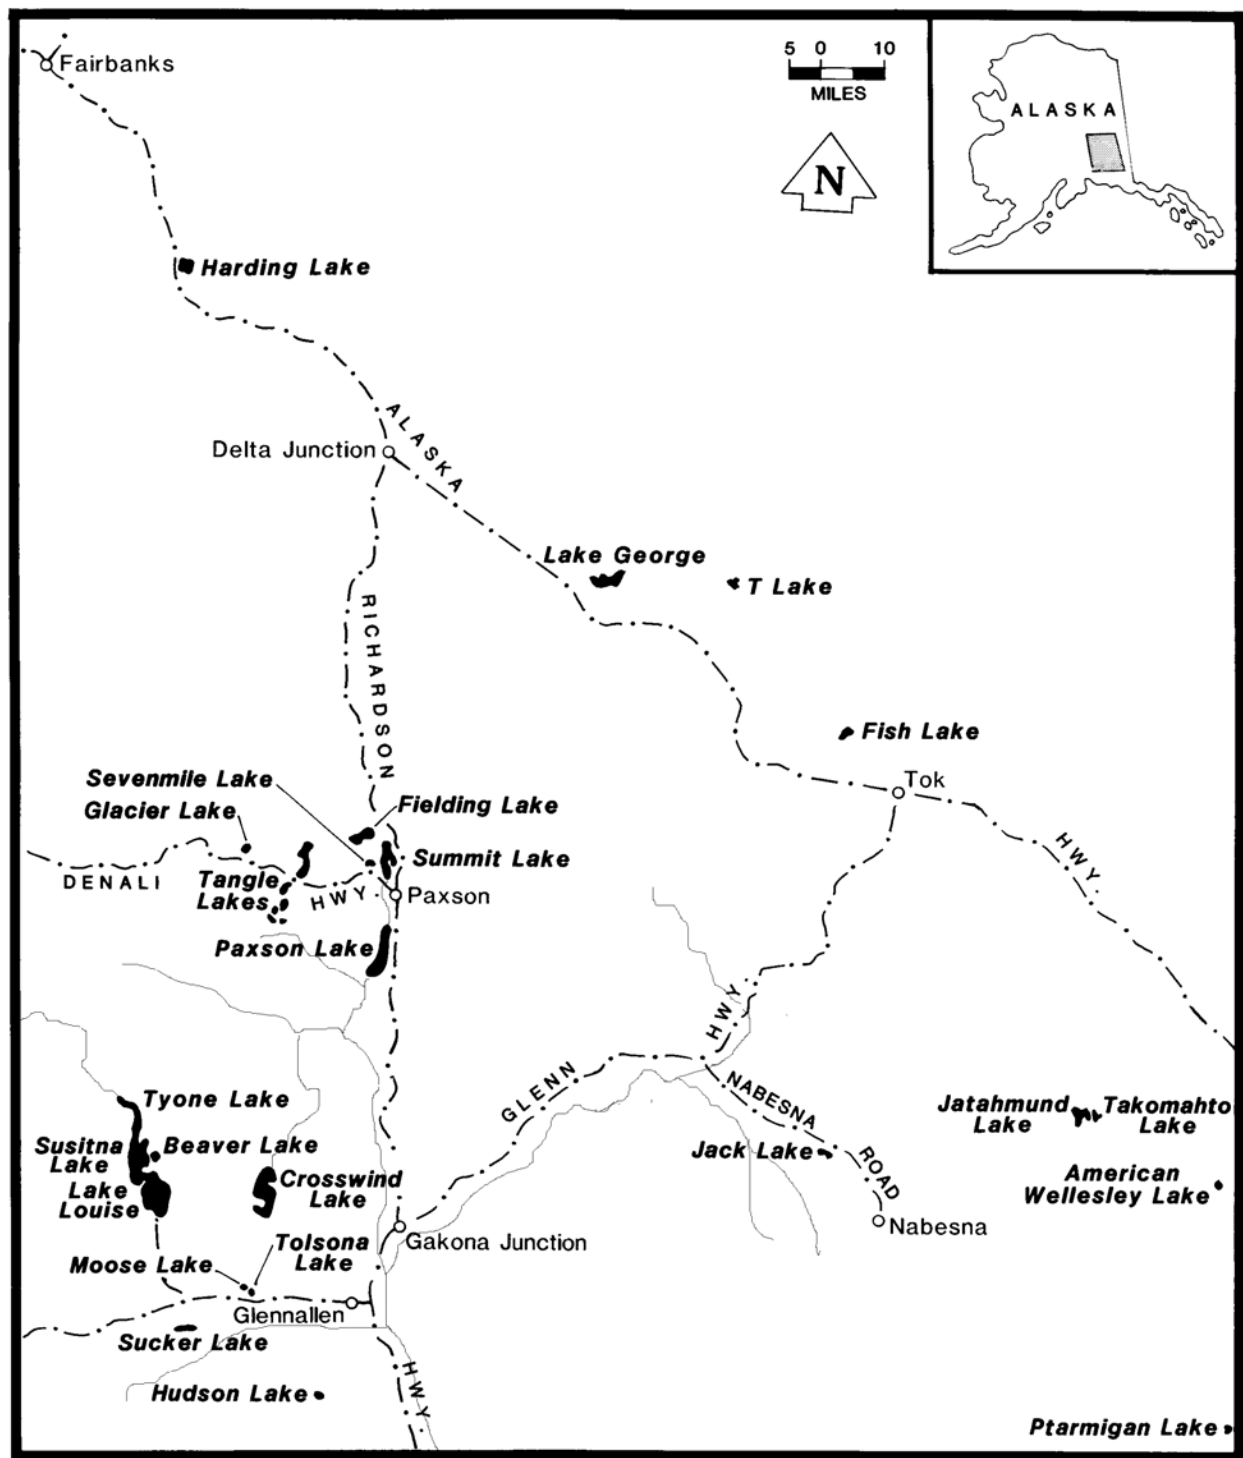 Fairbanks
5 0 10
MILES
N
ALASKA
Harding Lake
ALASKA
Delta Junction
Lake George
T Lake
RICHARDSON
Fish Lake
Tok
Sevenmile Lake
Glacier Lake
Fielding Lake
Summit Lake
HWY.
DENALI
Tangle
Lakes
HWY.
Paxson
Paxson Lake
HWY.
GLENN
NABESNA
ROAD
Tyone Lake
Jatahmund
Lake
Takomahto
Lake
Susitna
Lake
Beaver Lake
Jack Lake
Lake
Louise
Crosswind
Lake
American
Wellesley Lake
Nabesna
Gakona Junction
Tolsona
Lake
Moose Lake
Glennallen
Sucker Lake
HWY.
Hudson Lake
Ptarmigan Lake